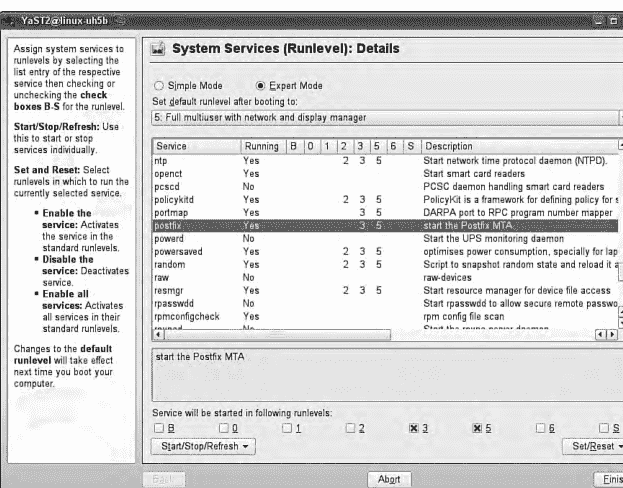 YaST2@linux-uh5b
Assign system services to
runlevels by selecting the
list entry of the respective
service then checking or
unchecking the check
boxes B-S for the runlevel.
Start/Stop/Refresh: Use
this to start or stop
services individually.
Set and Reset: Select
runlevels in which to run the
currently selected service.
Enable the
service: Activates
the service in the
standard runlevels.
Disable the
service: Deactivates
service.
Enable all
services: Activates
all services in their
standard runlevels.
Changes to the default
runlevel will take effect
next time you boot your
computer.
System Services (Runlevel): Details
Simple Mode Expert Mode
Set default runlevel after booting to:
5: Full multiuser with network and display manager
Service Running B 0 1 2 3 5 6 S Description
ntp Yes 2 3 5 Start network time protocol daemon (NTPD).
openct Yes Start smart card readers
pcscd No PCSC daemon handling smart card readers
policykitd Yes 2 3 5 PolicyKit is a framework for defining policy for s
portmap Yes 3 5 DARPA port to RPC program number mapper
postfix Yes 3 5 start the Postfix MTA
powerd No Start the UPS monitoring daemon
powersaved Yes 2 3 5 optimises power consumption, specially for lap
random Yes 2 3 5 Script to snapshot random state and reload it a
raw No raw-devices
resmgr Yes 2 3 5 Start resource manager for device file access
rpasswdd No Start rpasswdd to allow secure remote passwo
rpmconfigcheck Yes rpm config file scan
start the Postfix MTA
Service will be started in following runlevels:
B 0 1 2 3 5 6 S
Start/Stop/Refresh Set/Reset
Back Abort Finis